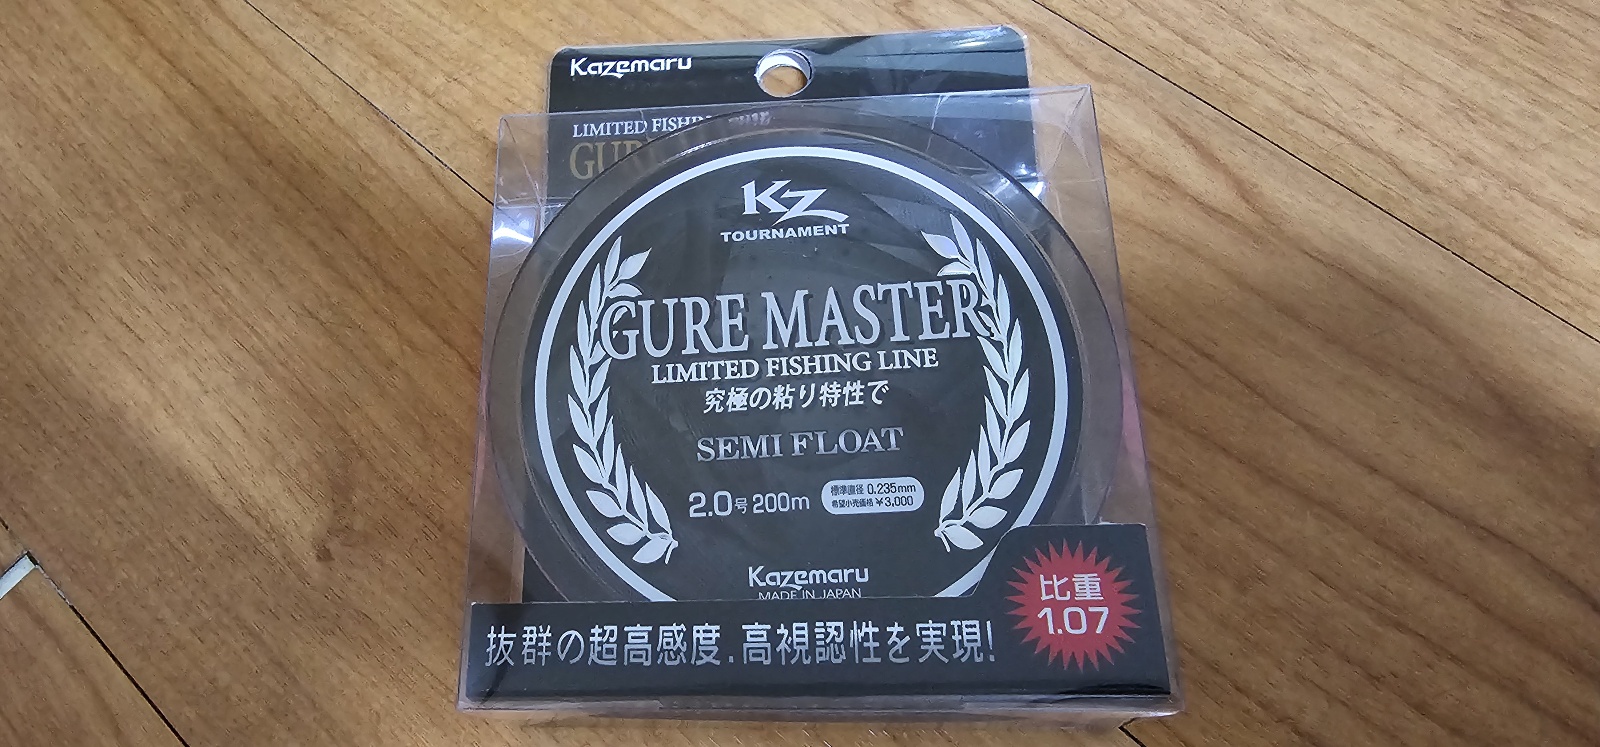 Kazemaru
LIMITED FISHING
GURE
KZ
TOURNAMENT
GURE MASTER
LIMITED FISHING LINE
究極の粘り特性で
SEMI FLOAT
2.0号 200m
標準直径 0.235mm
希望小売価格 ¥3,000
Kazemaru
MADE IN JAPAN
比重
1.07
抜群の超高感度.高視認性を実現!